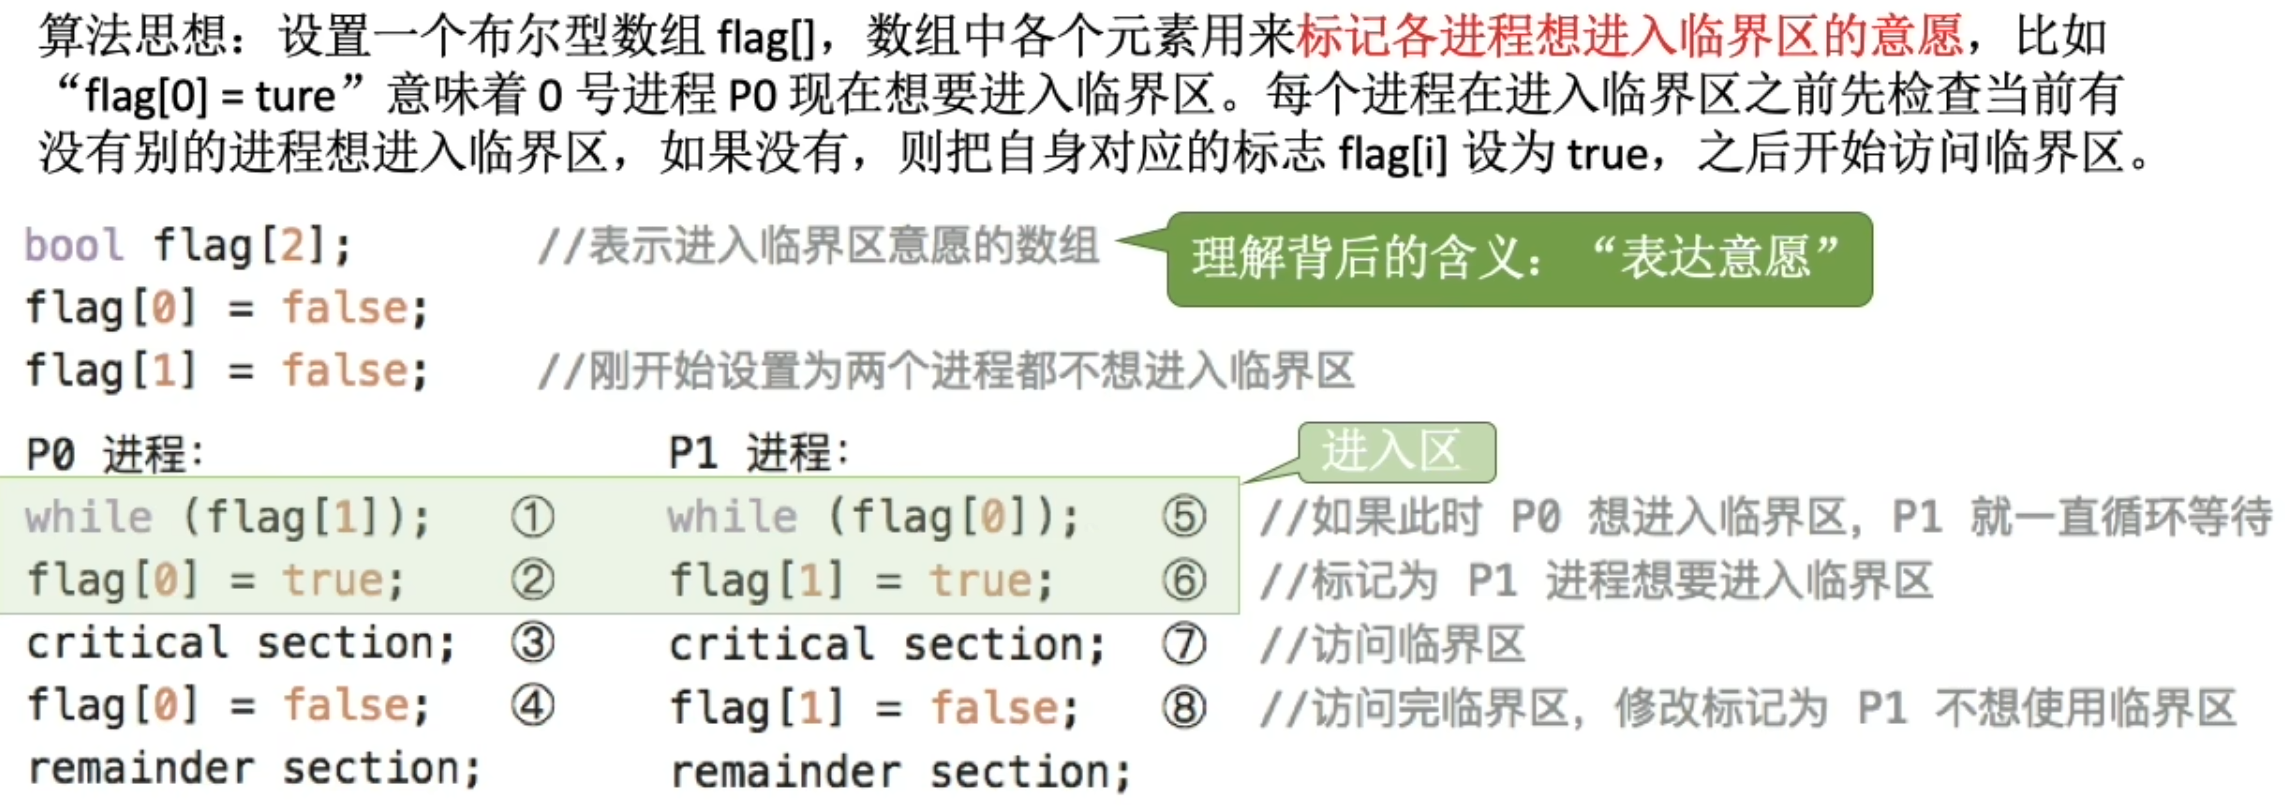 算法思想：设置一个布尔型数组 flag[]，数组中各个元素用来标记各进程想进入临界区的意愿，比如
“flag[0] = ture”意味着 0 号进程 P0 现在想要进入临界区。每个进程在进入临界区之前先检查当前有
没有别的进程想进入临界区，如果没有，则把自身对应的标志 flag[i] 设为 true，之后开始访问临界区。
bool flag[2]; //表示进入临界区意愿的数组
理解背后的含义：“表达意愿”
flag[0] = false;
flag[1] = false; //刚开始设置为两个进程都不想进入临界区
P0 进程: P1 进程:
进入区
while (flag[1]); ① while (flag[0]); ⑤ //如果此时 P0 想进入临界区，P1 就一直循环等待
flag[0] = true; ② flag[1] = true; ⑥ //标记为 P1 进程想要进入临界区
critical section; ③ critical section; ⑦ //访问临界区
flag[0] = false; ④ flag[1] = false; ⑧ //访问完临界区，修改标记为 P1 不想使用临界区
remainder section; remainder section;